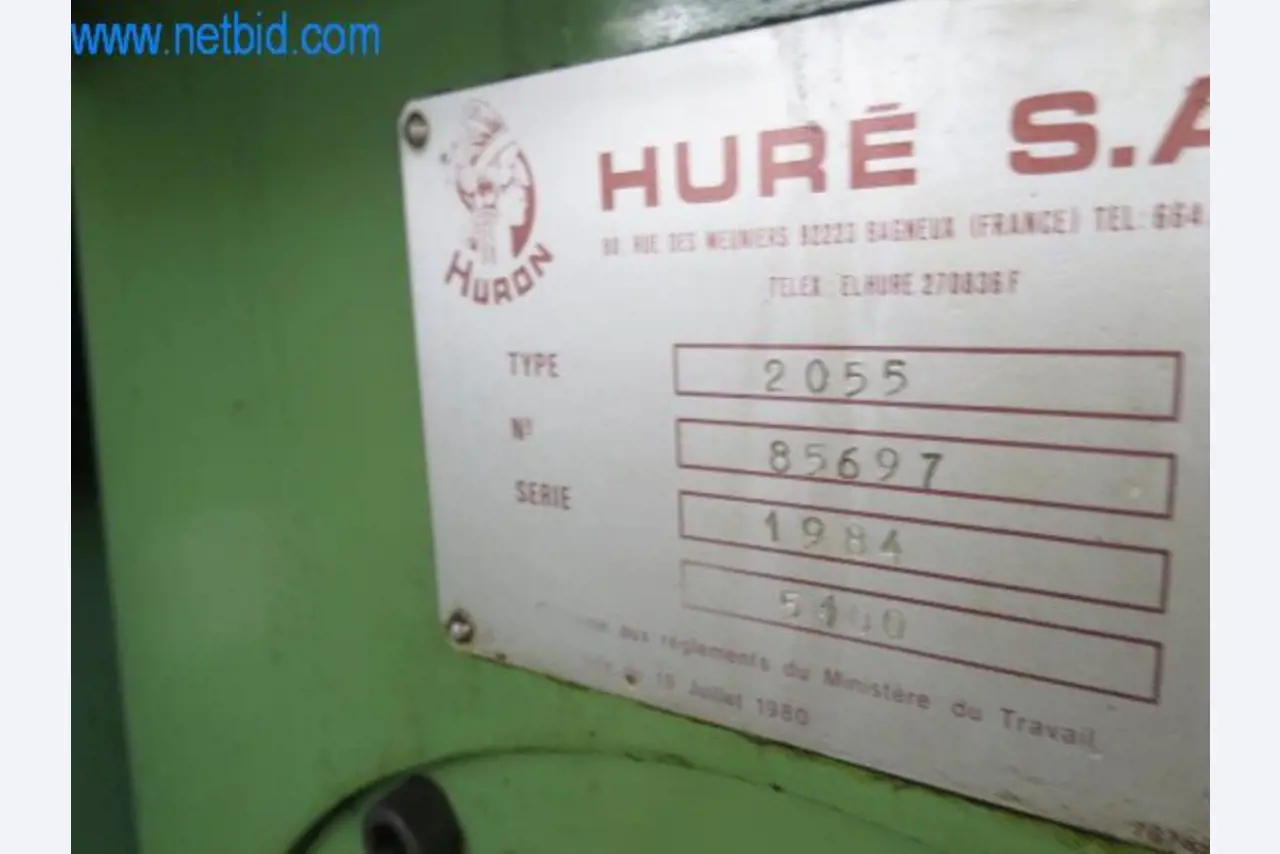 www.netbid.com
HURÉ S.A
HURON
RUE DES MEUNIERS 92223 BAGNEUX (FRANCE) TEL: 664.
TELEX: ELHURE 270836 F
TYPE 2055
Nº 85697
SERIE 1984
aux règlements du Ministère du Travail
Juillet 1980